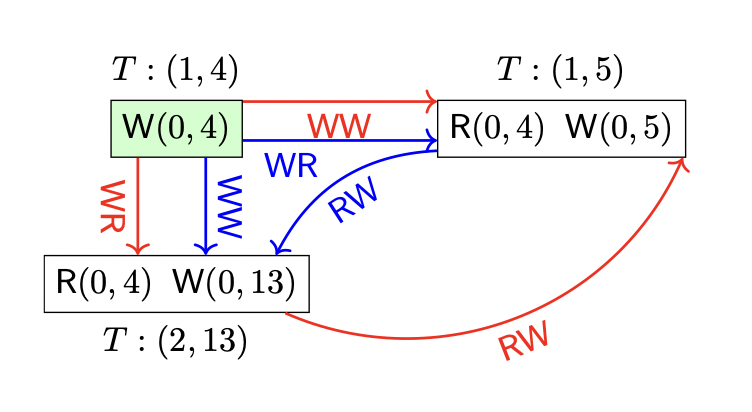 T : (1, 4)
T : (1, 5)
W(0, 4)
WW
R(0, 4) W(0, 5)
WR
RW
WR
WW
R(0, 4) W(0, 13)
T : (2, 13)
RW